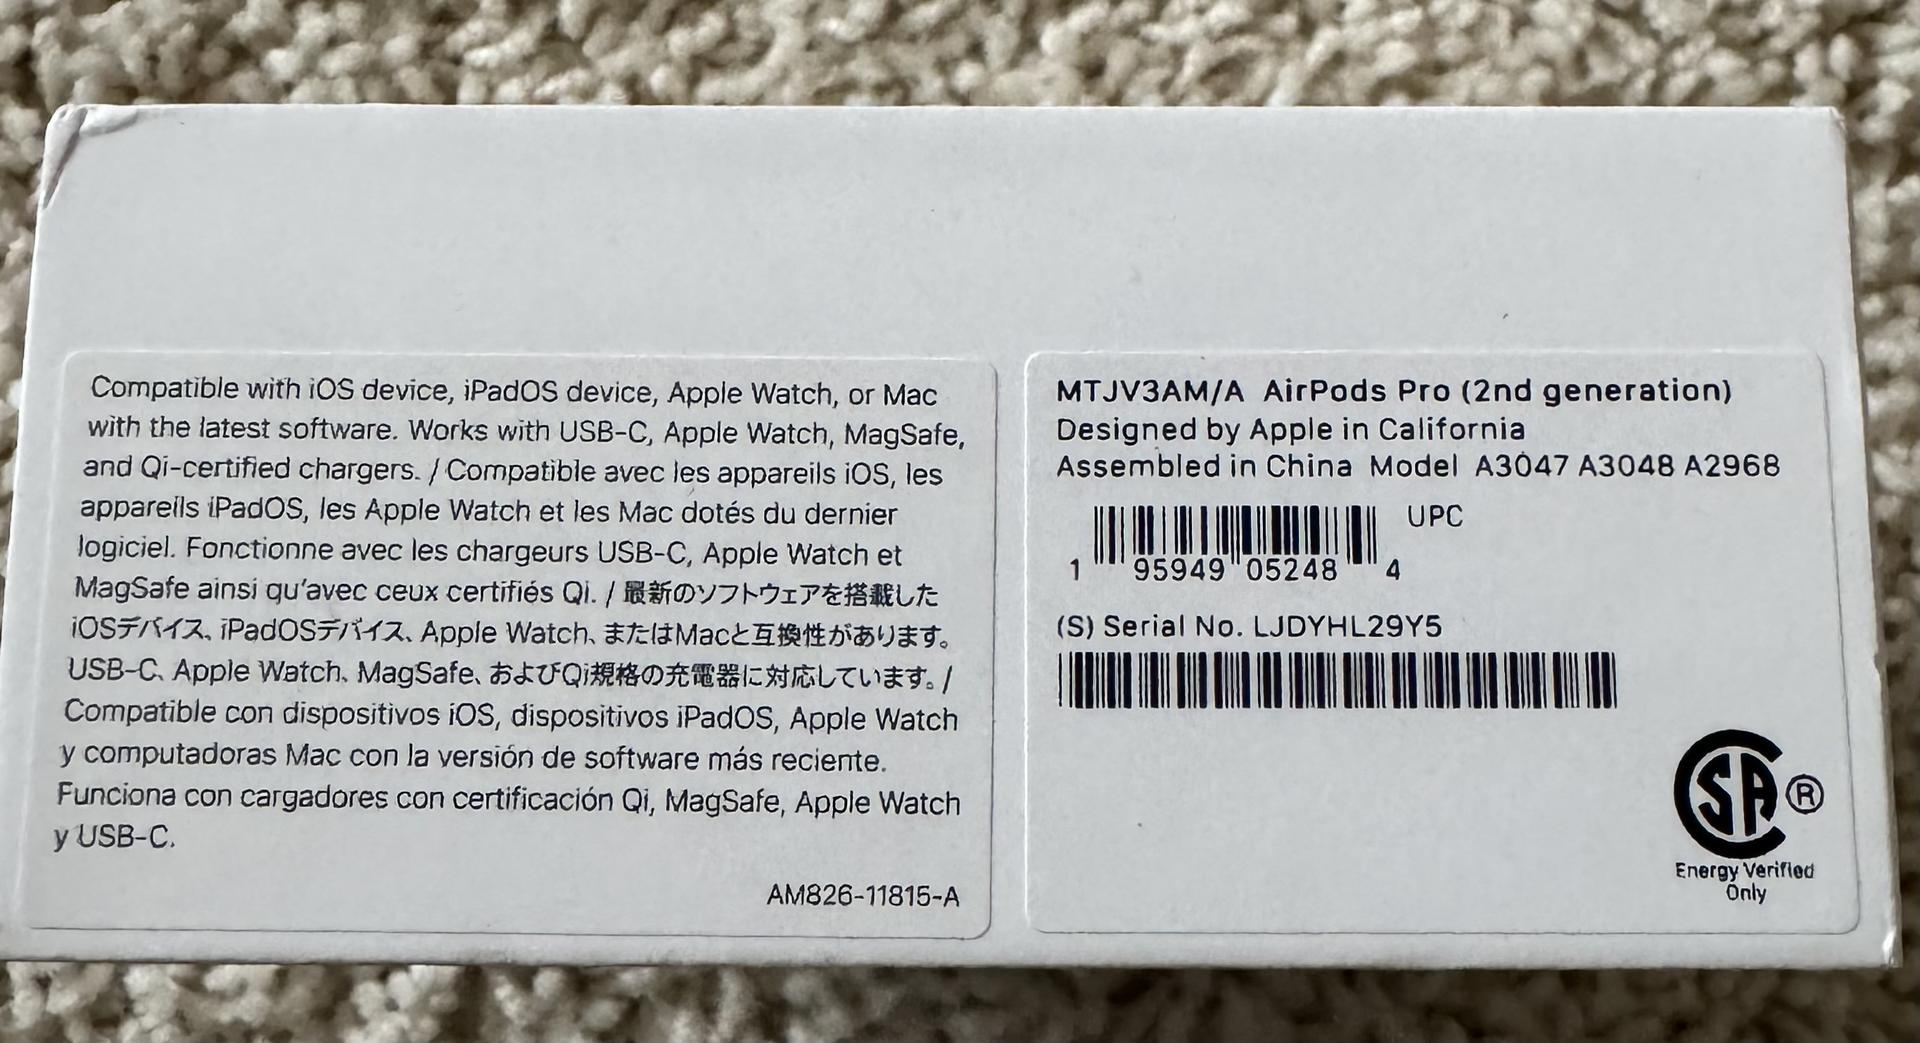 Compatible with iOS device, iPadOS device, Apple Watch, or Mac
with the latest software. Works with USB-C, Apple Watch, MagSafe,
and Qi-certified chargers. / Compatible avec les appareils iOS, les
appareils iPadOS, les Apple Watch et les Mac dotés du dernier
logiciel. Fonctionne avec les chargeurs USB-C, Apple Watch et
MagSafe ainsi qu'avec ceux certifiés Qi. / 最新のソフトウェアを搭載した
iOSデバイス、iPadOSデバイス、Apple Watch、またはMacと互換性があります。
USB-C、Apple Watch、MagSafe、およびQi規格の充電器に対応しています。/
Compatible con dispositivos iOS, dispositivos iPadOS, Apple Watch
y computadoras Mac con la versión de software más reciente.
Funciona con cargadores con certificación Qi, MagSafe, Apple Watch
y USB-C.
AM826-11815-A
MTJV3AM/A AirPods Pro (2nd generation)
Designed by Apple in California
Assembled in China Model A3047 A3048 A2968
UPC
1 95949 05248 4
(S) Serial No. LJDYHL29Y5
SA ®
Energy Verified
Only